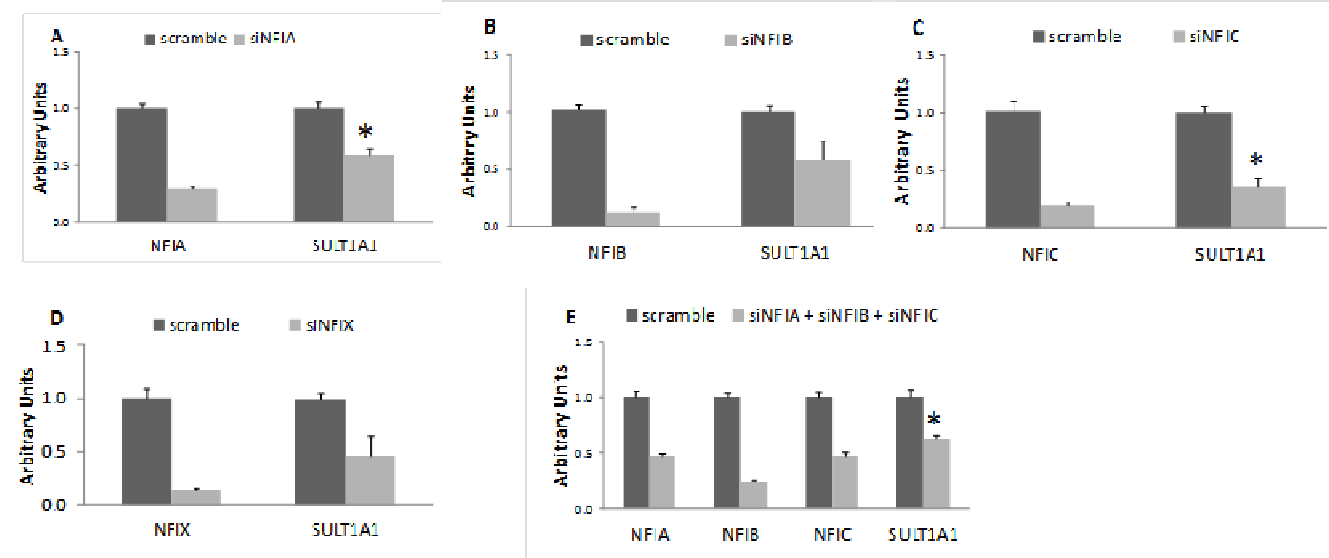 A
scramble siNFIA
1.5
1.0
0.5
0.0
Arbitrary Units
*
NFIA SULT1A1
B
scramble siNFIB
1.5
1.0
0.5
0.0
Arbitrry Units
NFIB SULT1A1
C
scramble siNFIC
1.5
1.0
0.5
0.0
Arbitrary Units
*
NFIC SULT1A1
D
scramble siNFIX
1.5
1.0
0.5
0.0
Arbitrary Units
NFIX SULT1A1
E
scramble siNFIA + siNFIB + siNFIC
1.5
1.0
0.5
0.0
Arbitrary Units
*
NFIA NFIB NFIC SULT1A1